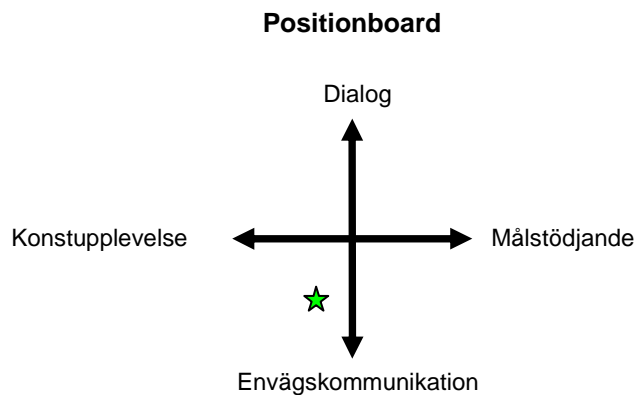 Positionboard
Dialog
Konstupplevelse
Målstödjande
Envägskommunikation